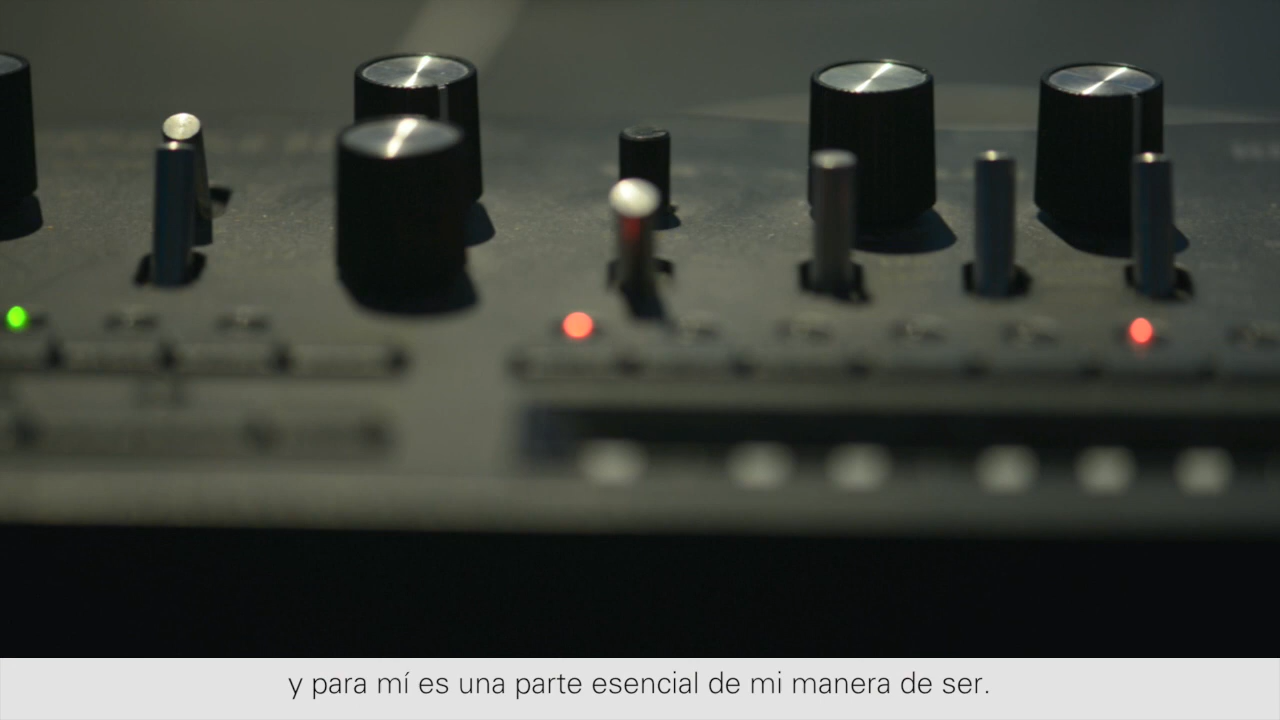 y para mí es una parte esencial de mi manera de ser.